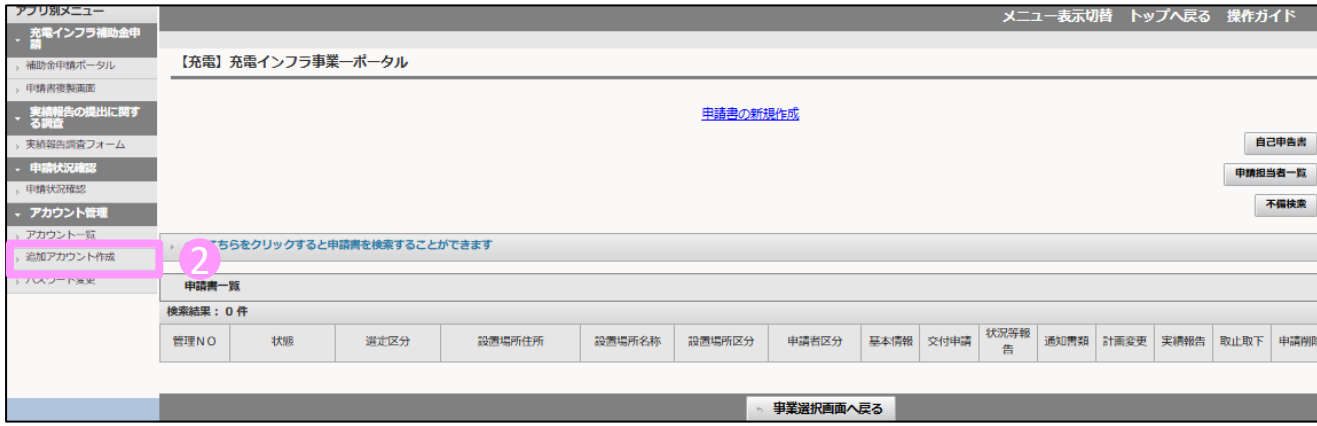 アプリ別メニュー
メニュー表示切替 トップへ戻る 操作ガイド
充電インフラ補助金申
請
補助金申請ポータル
申請書複製画面
実績報告の提出に関す
る調査
実績報告調査フォーム
申請状況確認
申請状況確認
アカウント管理
アカウント一覧
追加アカウント作成
パスワード変更
【充電】充電インフラ事業―ポータル
申請書の新規作成
自己申告書
申請担当者一覧
不備検索
2
ちらをクリックすると申請書を検索することができます
申請書一覧
検索結果：0 件
管理NO 状態 選定区分 設置場所住所 設置場所名称 設置場所区分 申請者区分 基本情報 交付申請 状況等報 通知書類 計画変更 実績報告 取止取下 申請削除
告
事業選択画面へ戻る